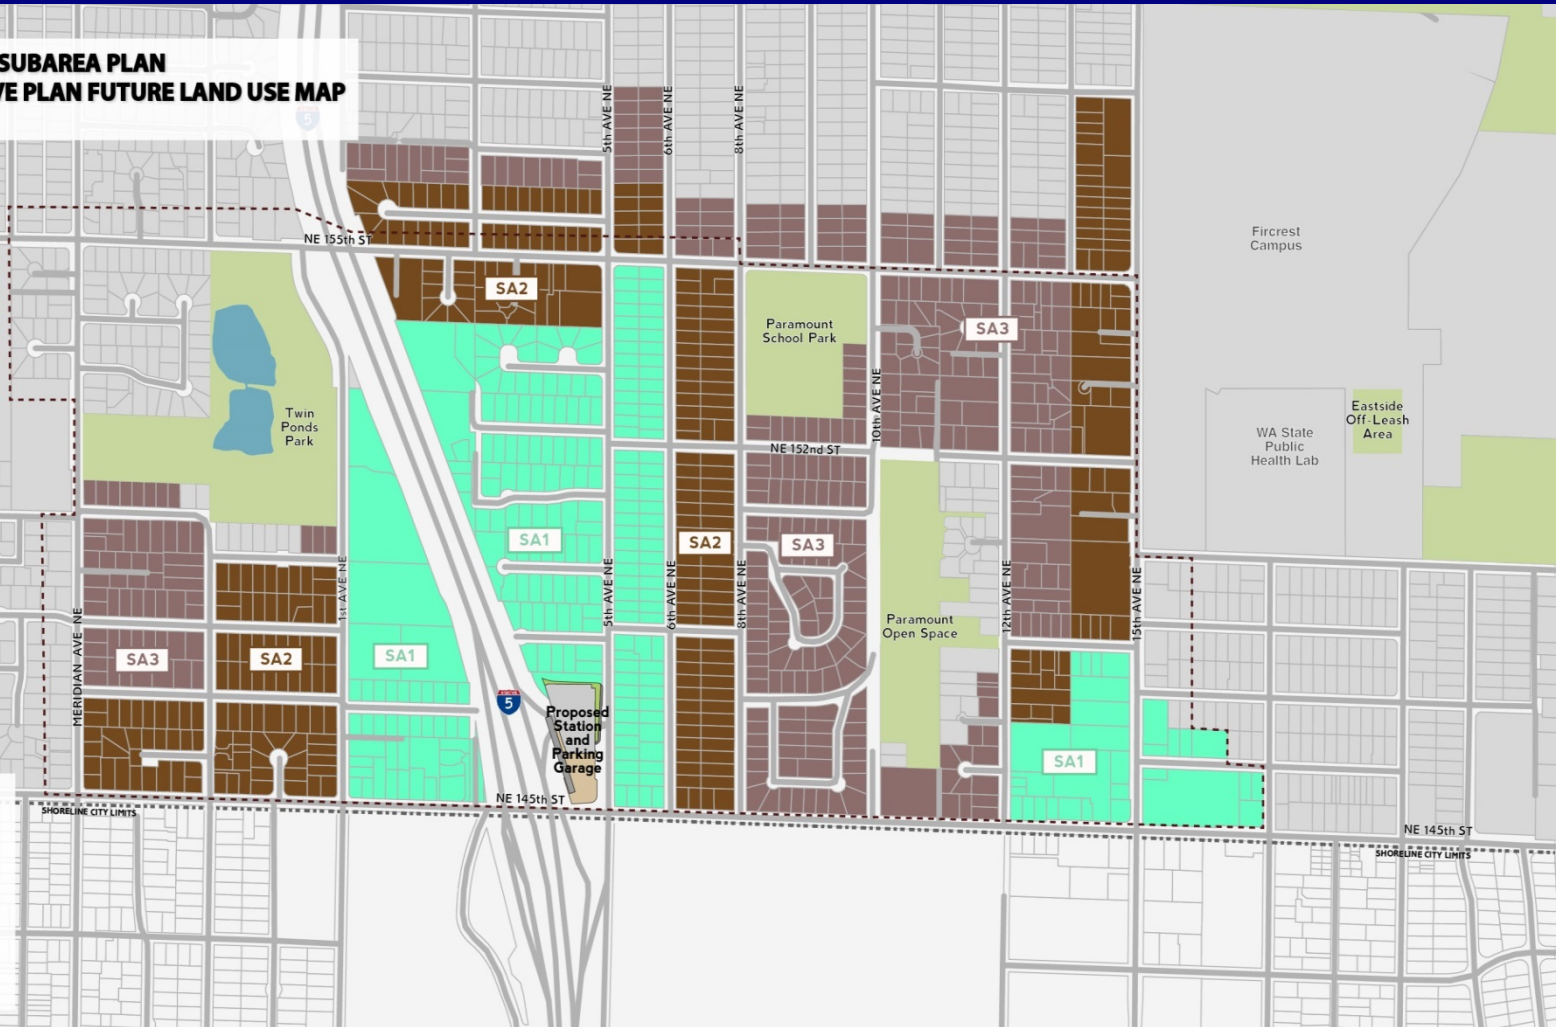 SUBAREA PLAN
VE PLAN FUTURE LAND USE MAP
5
5th AVE NE
6th AVE NE
8th AVE NE
NE 155th ST
Fircrest
Campus
SA2
Paramount
School Park
SA3
Twin
Ponds
Park
10th AVE NE
Eastside
Off-Leash
Area
WA State
Public
Health Lab
NE 152nd ST
SA1
SA2
SA3
1st AVE NE
5th AVE NE
6th AVE NE
8th AVE NE
12th AVE NE
15th AVE NE
Paramount
Open Space
MERIDIAN AVE NE
SA3
SA2
SA1
5
Proposed
Station
and
Parking
Garage
SA1
NE 145th ST
SHORELINE CITY LIMITS
NE 145th ST
SHORELINE CITY LIMITS